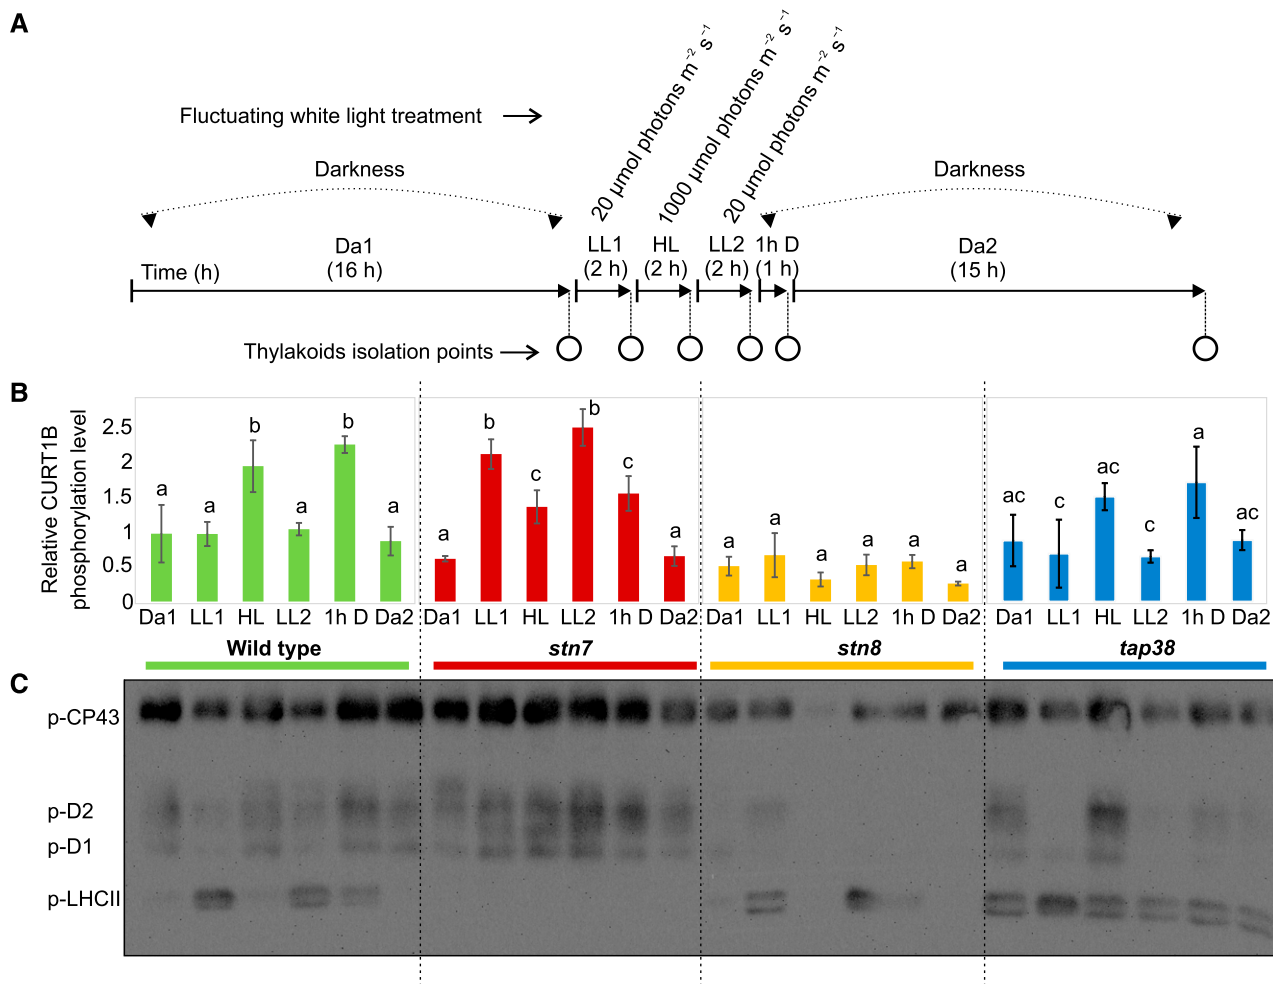 A
Fluctuating white light treatment
20 µmol photons m⁻² s⁻¹
1000 µmol photons m⁻² s⁻¹
20 µmol photons m⁻² s⁻¹
Darkness
Darkness
Time (h)
Da1
(16 h)
LL1
(2 h)
HL
(2 h)
LL2
(2 h)
1h D
(1 h)
Da2
(15 h)
Thylakoids isolation points
B
Relative CURT1B
phosphorylation level
2.5
2
1.5
1
0.5
0
a a b a b a
a b c b c a
a a a a a a
ac c ac c a ac
Da1 LL1 HL LL2 1h D Da2
Da1 LL1 HL LL2 1h D Da2
Da1 LL1 HL LL2 1h D Da2
Da1 LL1 HL LL2 1h D Da2
Wild type stn7 stn8 tap38
C
p-CP43
p-D2
p-D1
p-LHCII